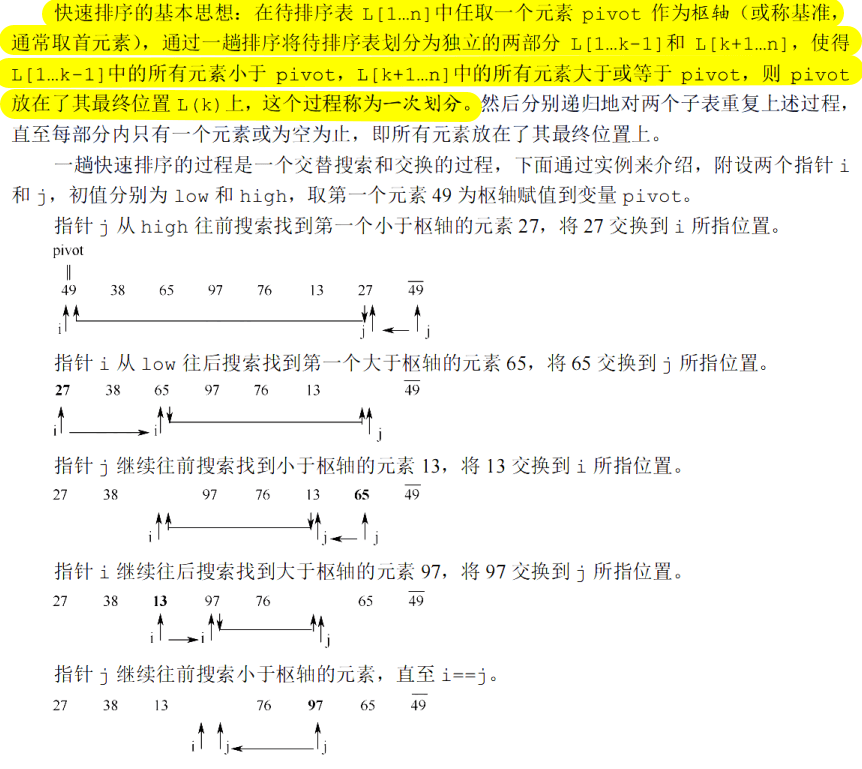 快速排序的基本思想：在待排序表 L[1…n]中任取一个元素 pivot 作为枢轴（或称基准，
通常取首元素），通过一趟排序将待排序表划分为独立的两部分 L[1…k-1]和 L[k+1…n]，使得
L[1…k-1]中的所有元素小于 pivot，L[k+1…n]中的所有元素大于或等于 pivot，则 pivot
放在了其最终位置 L(k)上，这个过程称为一次划分。然后分别递归地对两个子表重复上述过程，
直至每部分内只有一个元素或为空为止，即所有元素放在了其最终位置上。
一趟快速排序的过程是一个交替搜索和交换的过程，下面通过实例来介绍，附设两个指针 i
和 j，初值分别为 low 和 high，取第一个元素 49 为枢轴赋值到变量 pivot。
指针 j 从 high 往前搜索找到第一个小于枢轴的元素 27，将 27 交换到 i 所指位置。
pivot
49 38 65 97 76 13 27 49
i j j
指针 i 从 low 往后搜索找到第一个大于枢轴的元素 65，将 65 交换到 j 所指位置。
27 38 65 97 76 13 49
i i j
指针 j 继续往前搜索找到小于枢轴的元素 13，将 13 交换到 i 所指位置。
27 38 97 76 13 65 49
i j j
指针 i 继续往后搜索找到大于枢轴的元素 97，将 97 交换到 j 所指位置。
27 38 13 97 76 65 49
i i j
指针 j 继续往前搜索小于枢轴的元素，直至 i==j。
27 38 13 76 97 65 49
i j j